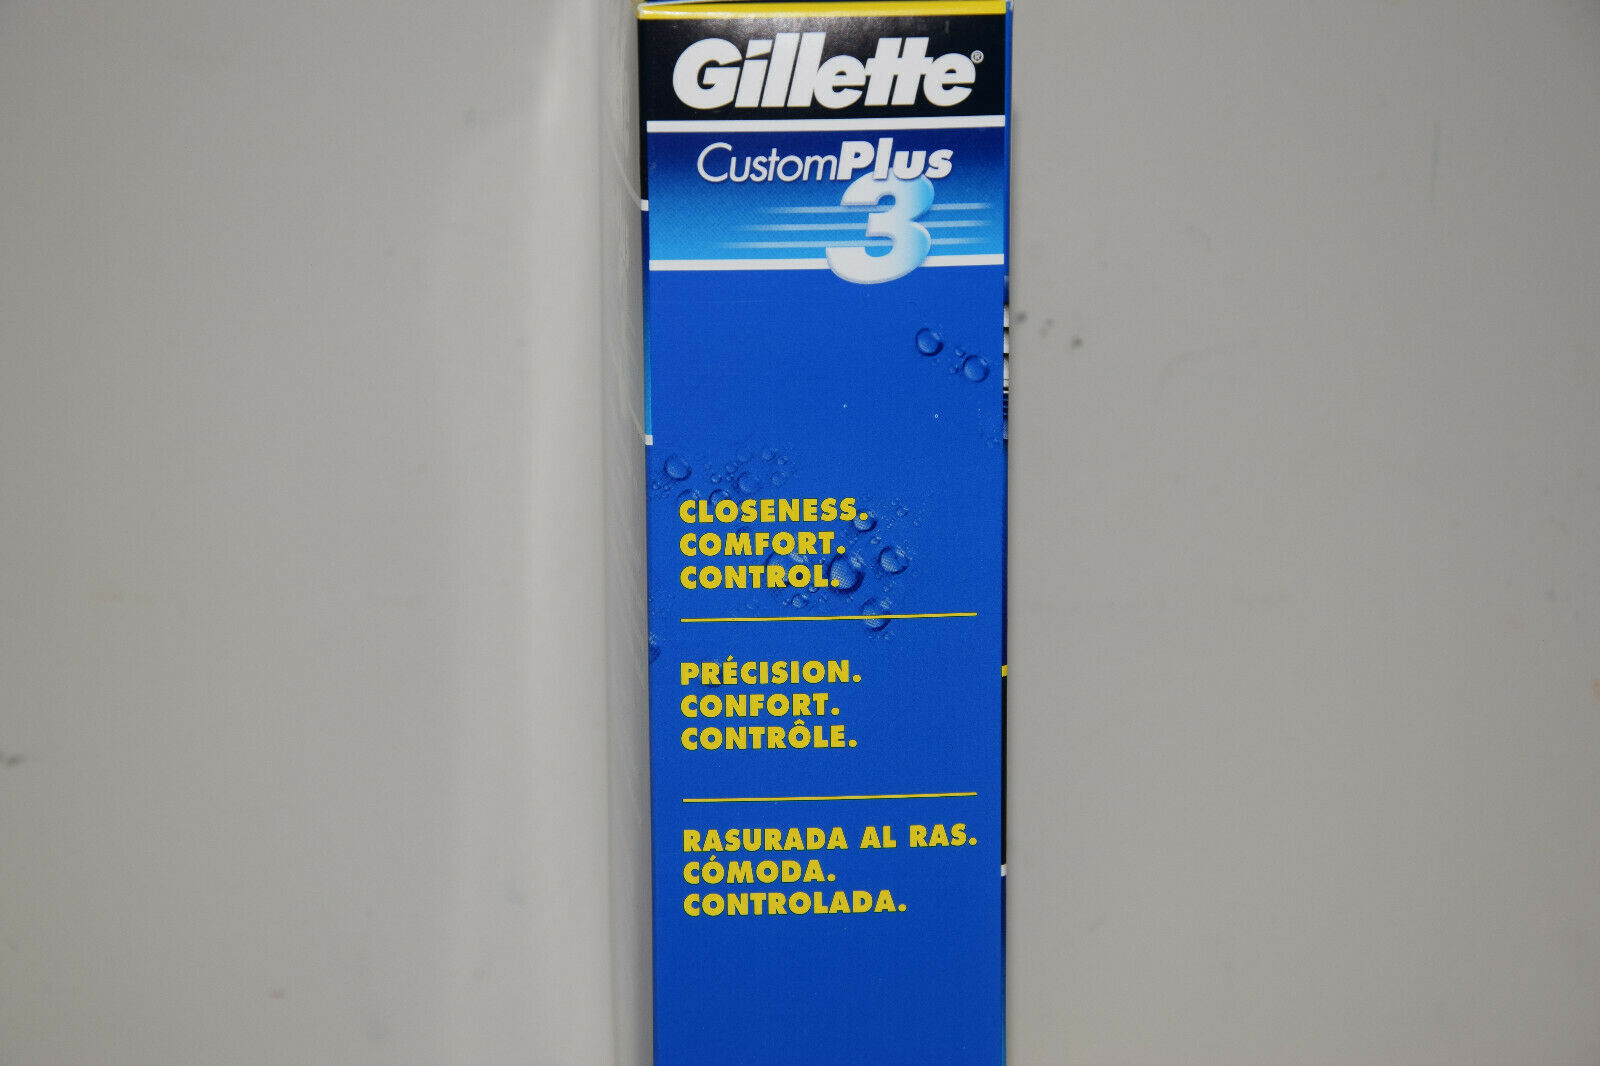 Gillette®
CustomPlus
3
CLOSENESS.
COMFORT.
CONTROL.
PRÉCISION.
CONFORT.
CONTRÔLE.
RASURADA AL RAS.
CÓMODA.
CONTROLADA.